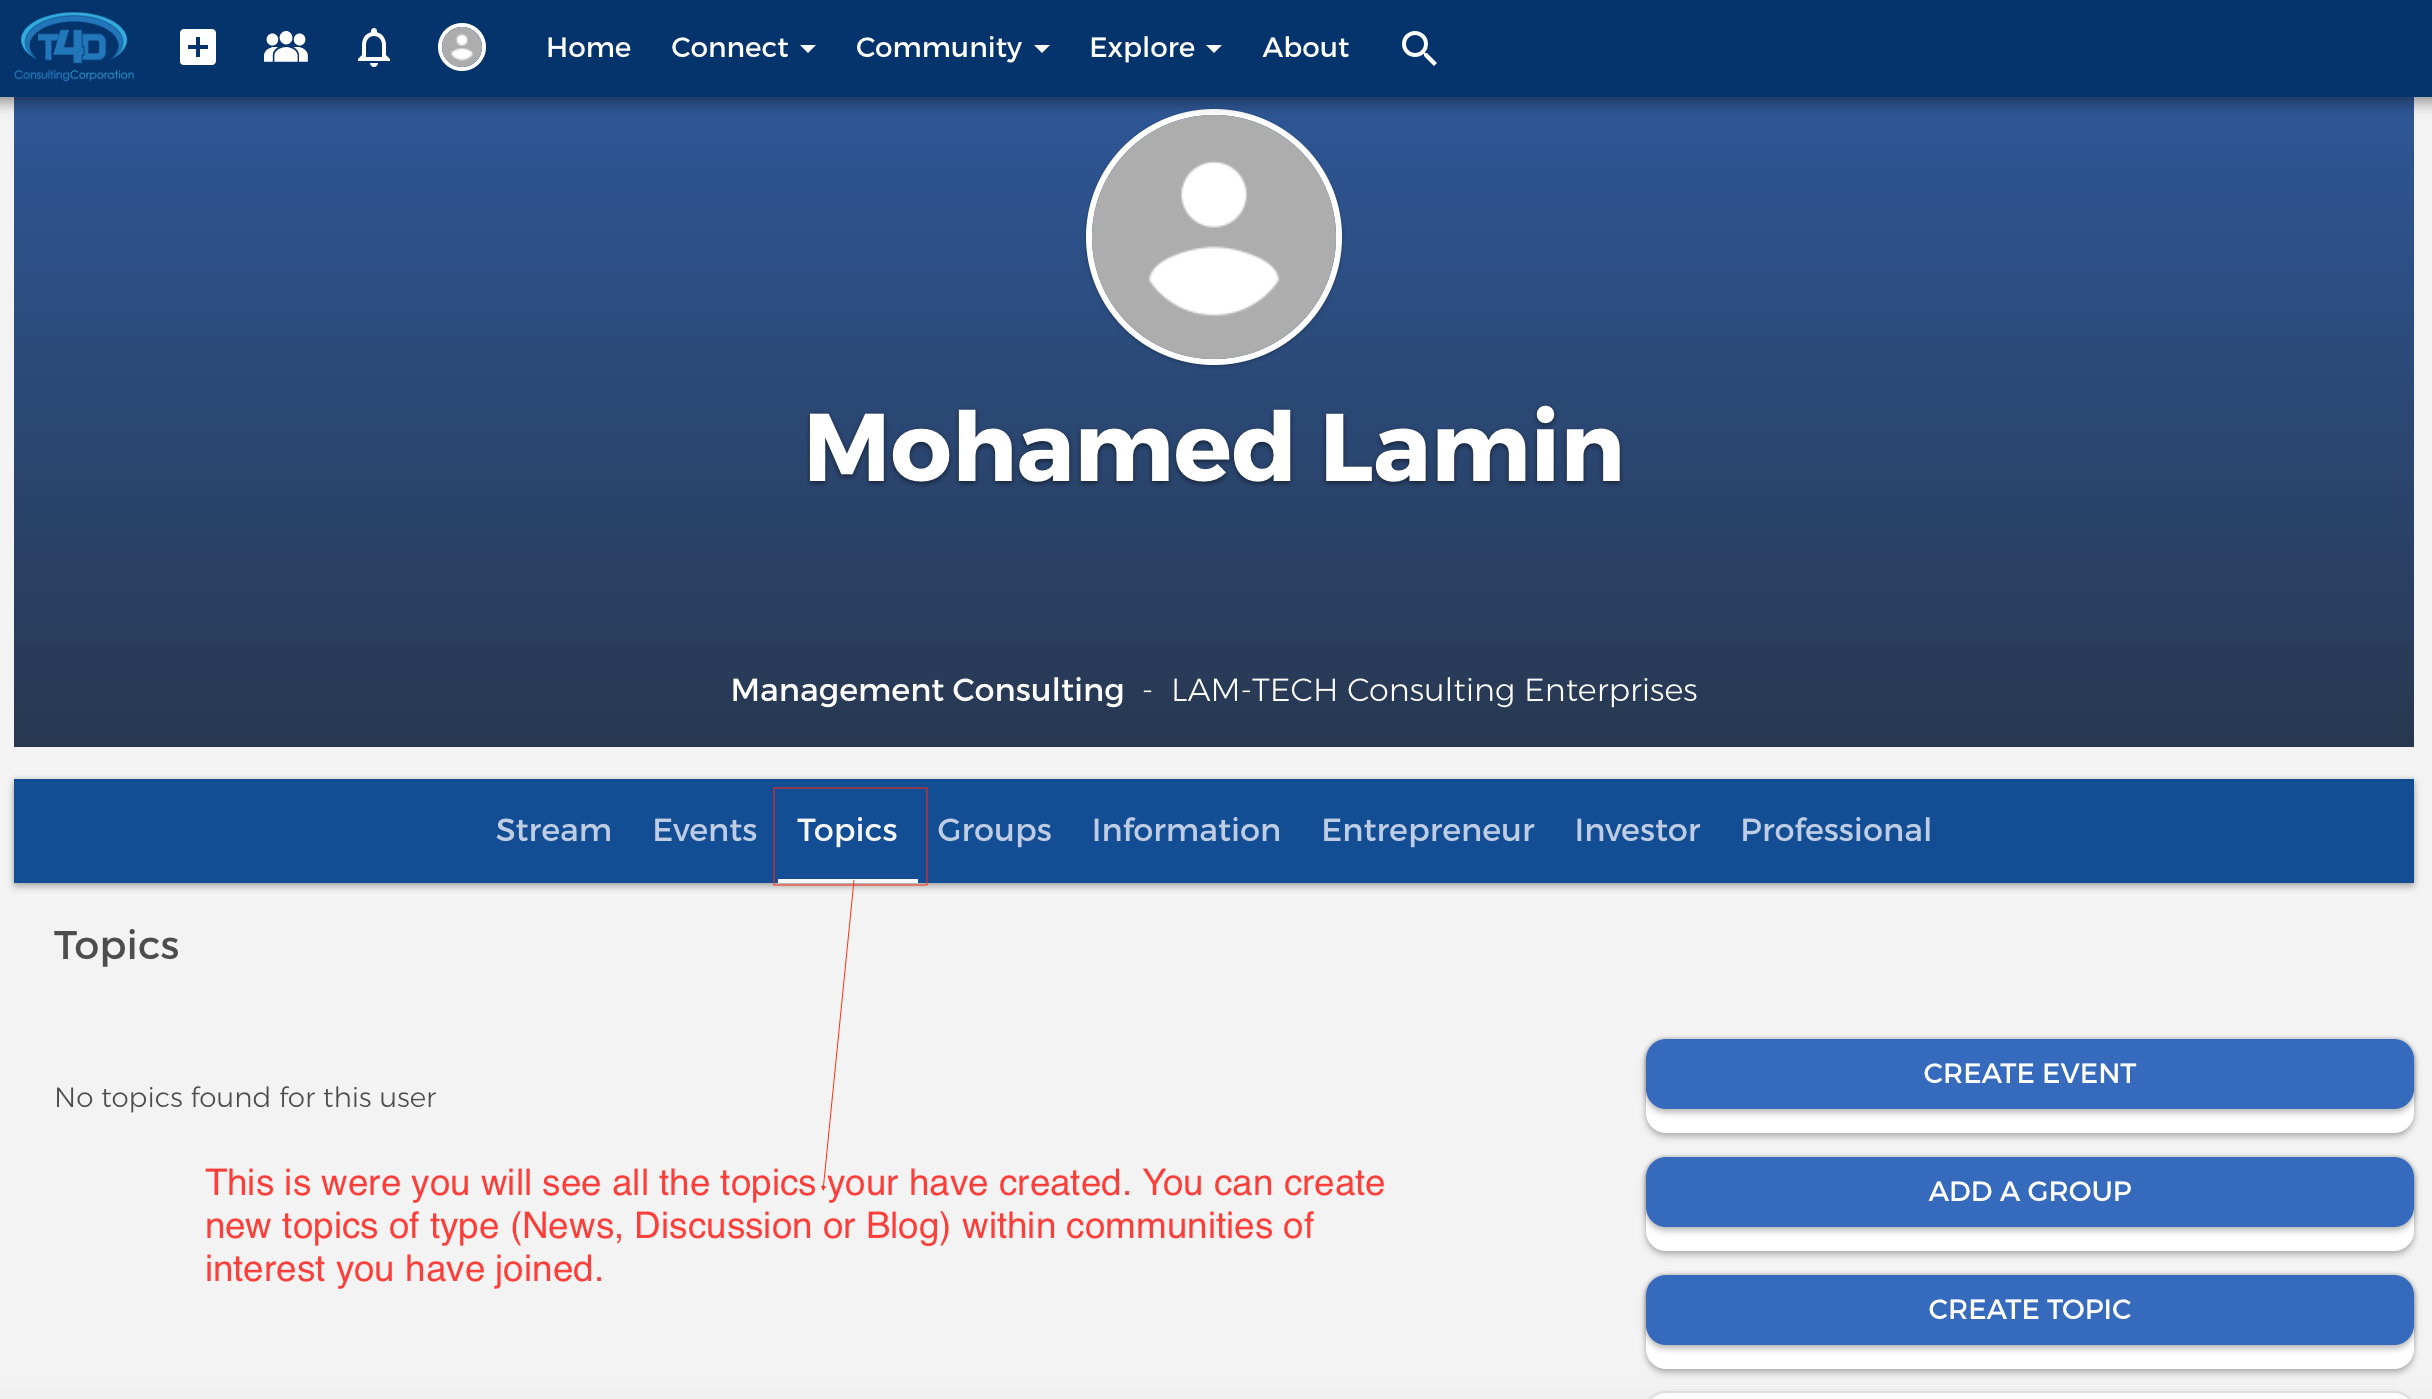 T4D
ConsultingCorporation
Home Connect Community Explore About
Mohamed Lamin
Management Consulting - LAM-TECH Consulting Enterprises
Stream Events Topics Groups Information Entrepreneur Investor Professional
Topics
No topics found for this user
This is were you will see all the topics your have created. You can create
new topics of type (News, Discussion or Blog) within communities of
interest you have joined.
CREATE EVENT
ADD A GROUP
CREATE TOPIC